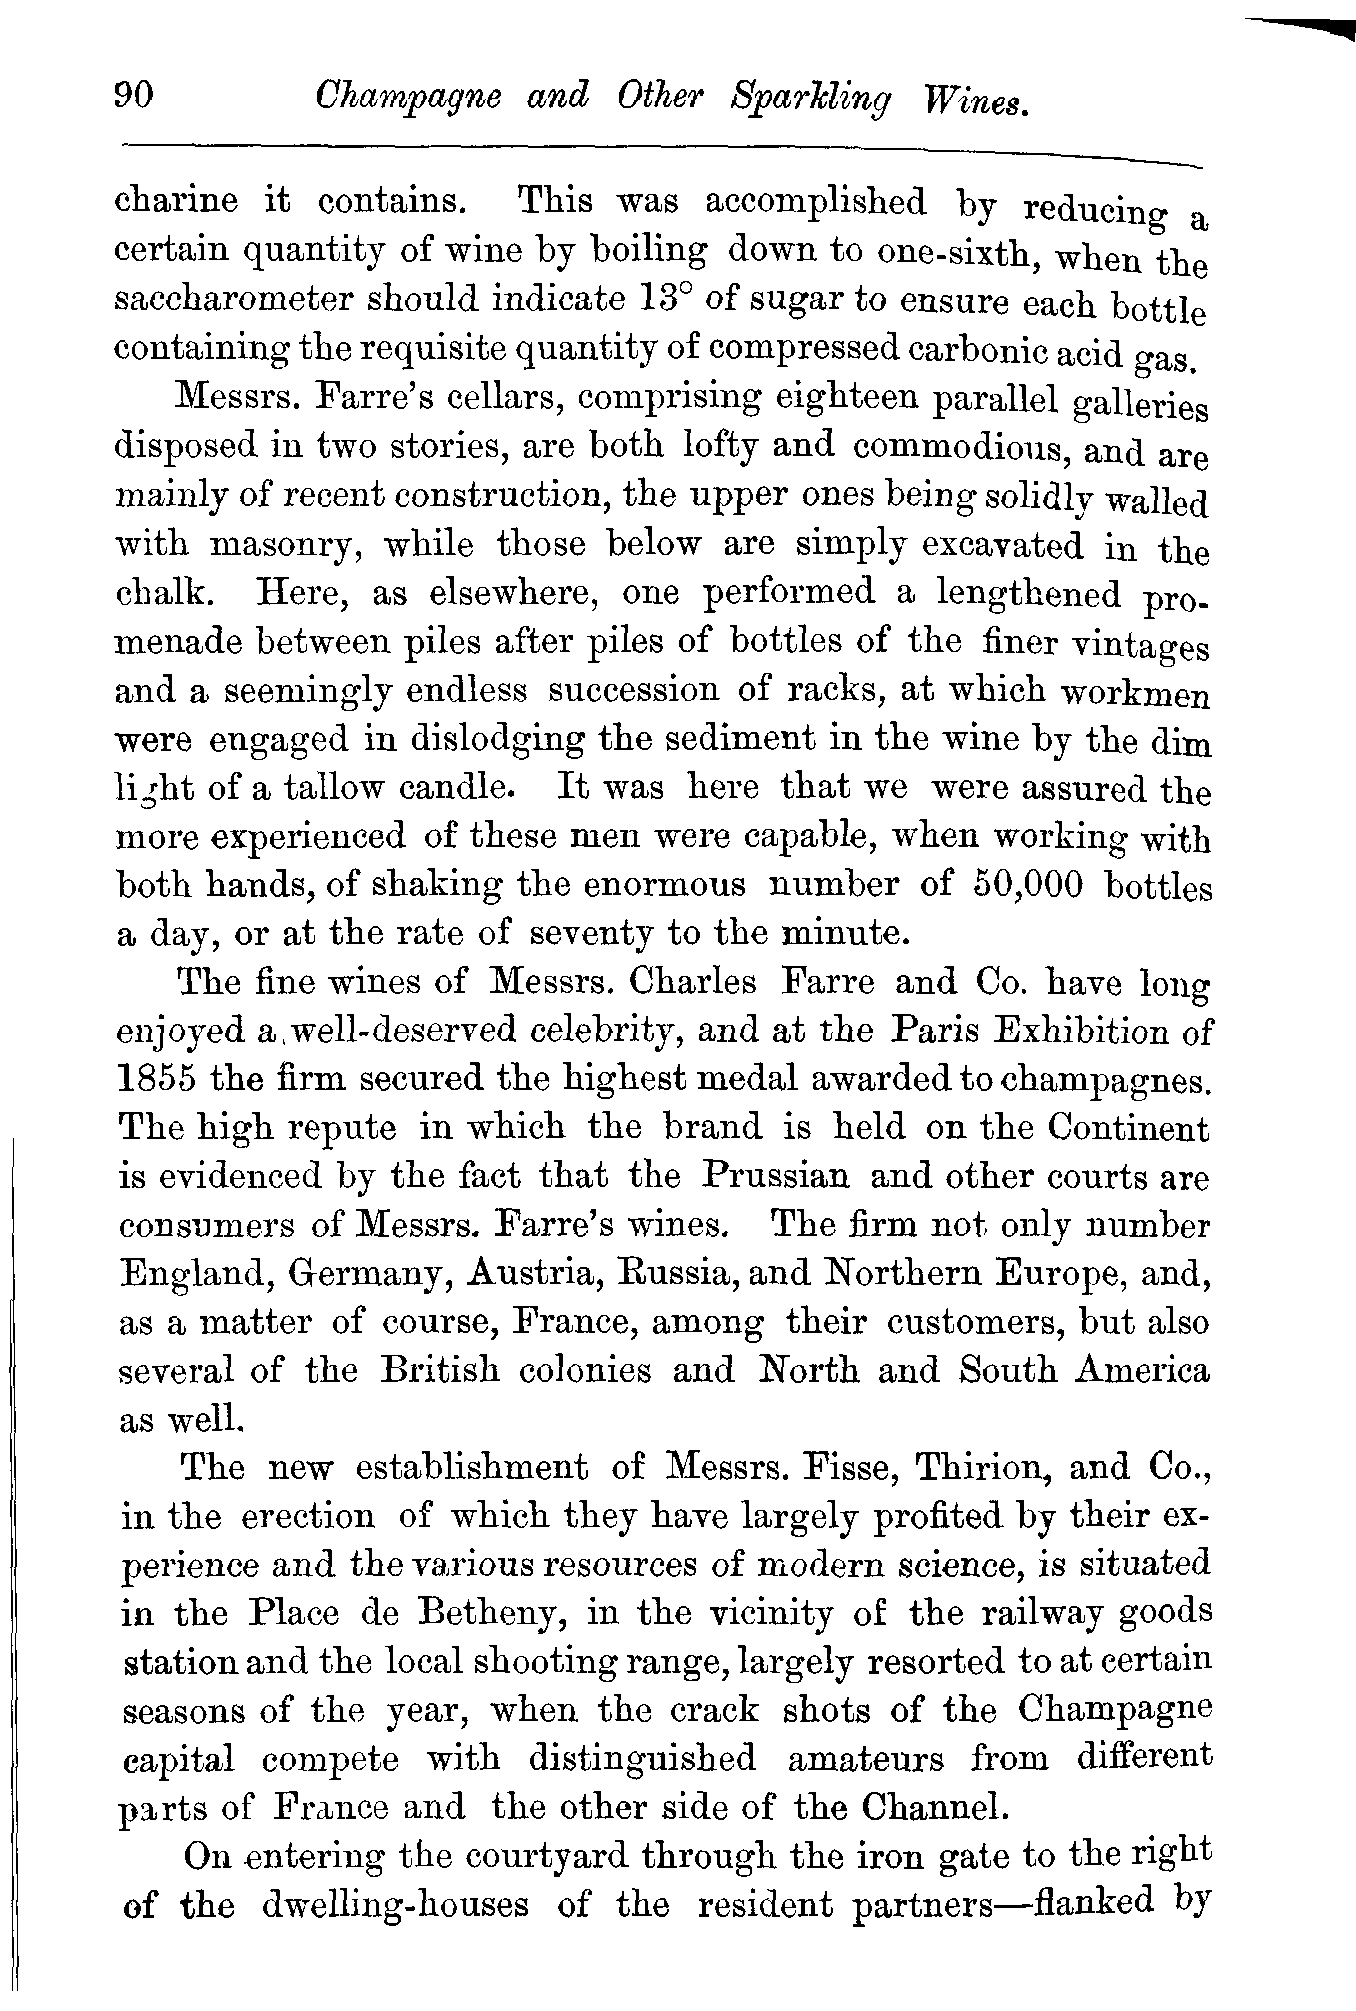 90 Champagne and Other Sparkling Wines.
charine it contains. This was accomplished by reducing a
certain quantity of wine by boiling down to one-sixth, when the
saccharometer should indicate 13° of sugar to ensure each bottle
containing the requisite quantity of compressed carbonic acid gas.
Messrs. Farre's cellars, comprising eighteen parallel galleries
disposed in two stories, are both lofty and commodious, and are
mainly of recent construction, the upper ones being solidly walled
with masonry, while those below are simply excavated in the
chalk. Here, as elsewhere, one performed a lengthened pro-
menade between piles after piles of bottles of the finer vintages
and a seemingly endless succession of racks, at which workmen
were engaged in dislodging the sediment in the wine by the dim
light of a tallow candle. It was here that we were assured the
more experienced of these men were capable, when working with
both hands, of shaking the enormous number of 50,000 bottles
a day, or at the rate of seventy to the minute.
The fine wines of Messrs. Charles Farre and Co. have long
enjoyed a well-deserved celebrity, and at the Paris Exhibition of
1855 the firm secured the highest medal awarded to champagnes.
The high repute in which the brand is held on the Continent
is evidenced by the fact that the Prussian and other courts are
consumers of Messrs. Farre's wines. The firm not only number
England, Germany, Austria, Russia, and Northern Europe, and,
as a matter of course, France, among their customers, but also
several of the British colonies and North and South America
as well.
The new establishment of Messrs. Fisse, Thirion, and Co.,
in the erection of which they have largely profited by their ex-
perience and the various resources of modern science, is situated
in the Place de Betheny, in the vicinity of the railway goods
station and the local shooting range, largely resorted to at certain
seasons of the year, when the crack shots of the Champagne
capital compete with distinguished amateurs from different
parts of France and the other side of the Channel.
On entering the courtyard through the iron gate to the right
of the dwelling-houses of the resident partners—flanked by